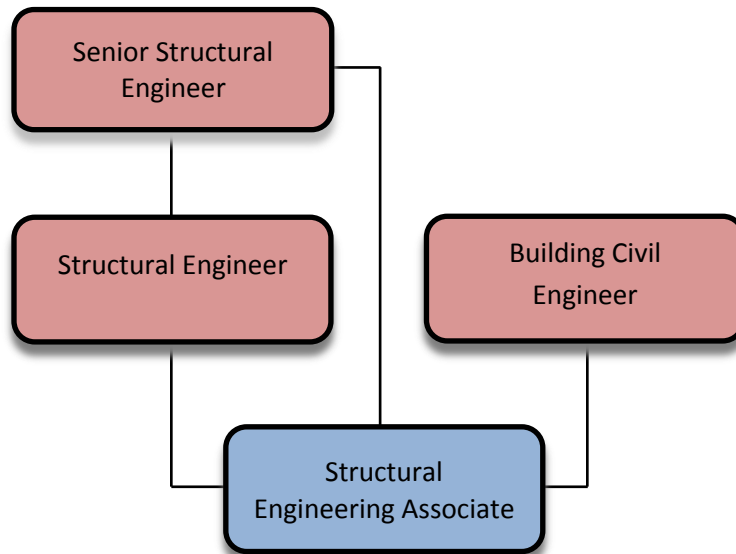 Senior Structural
Engineer
Structural Engineer
Building Civil
Engineer
Structural
Engineering Associate